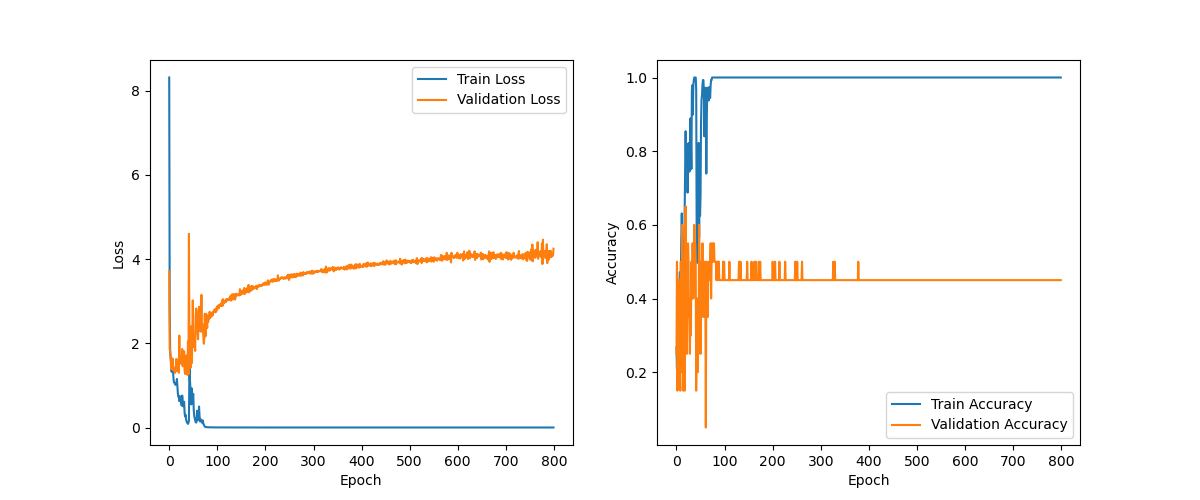 Train Loss
Validation Loss
8
6
4
2
0
Loss
0 100 200 300 400 500 600 700 800
Epoch
1.0
0.8
0.6
0.4
0.2
Accuracy
Train Accuracy
Validation Accuracy
0 100 200 300 400 500 600 700 800
Epoch